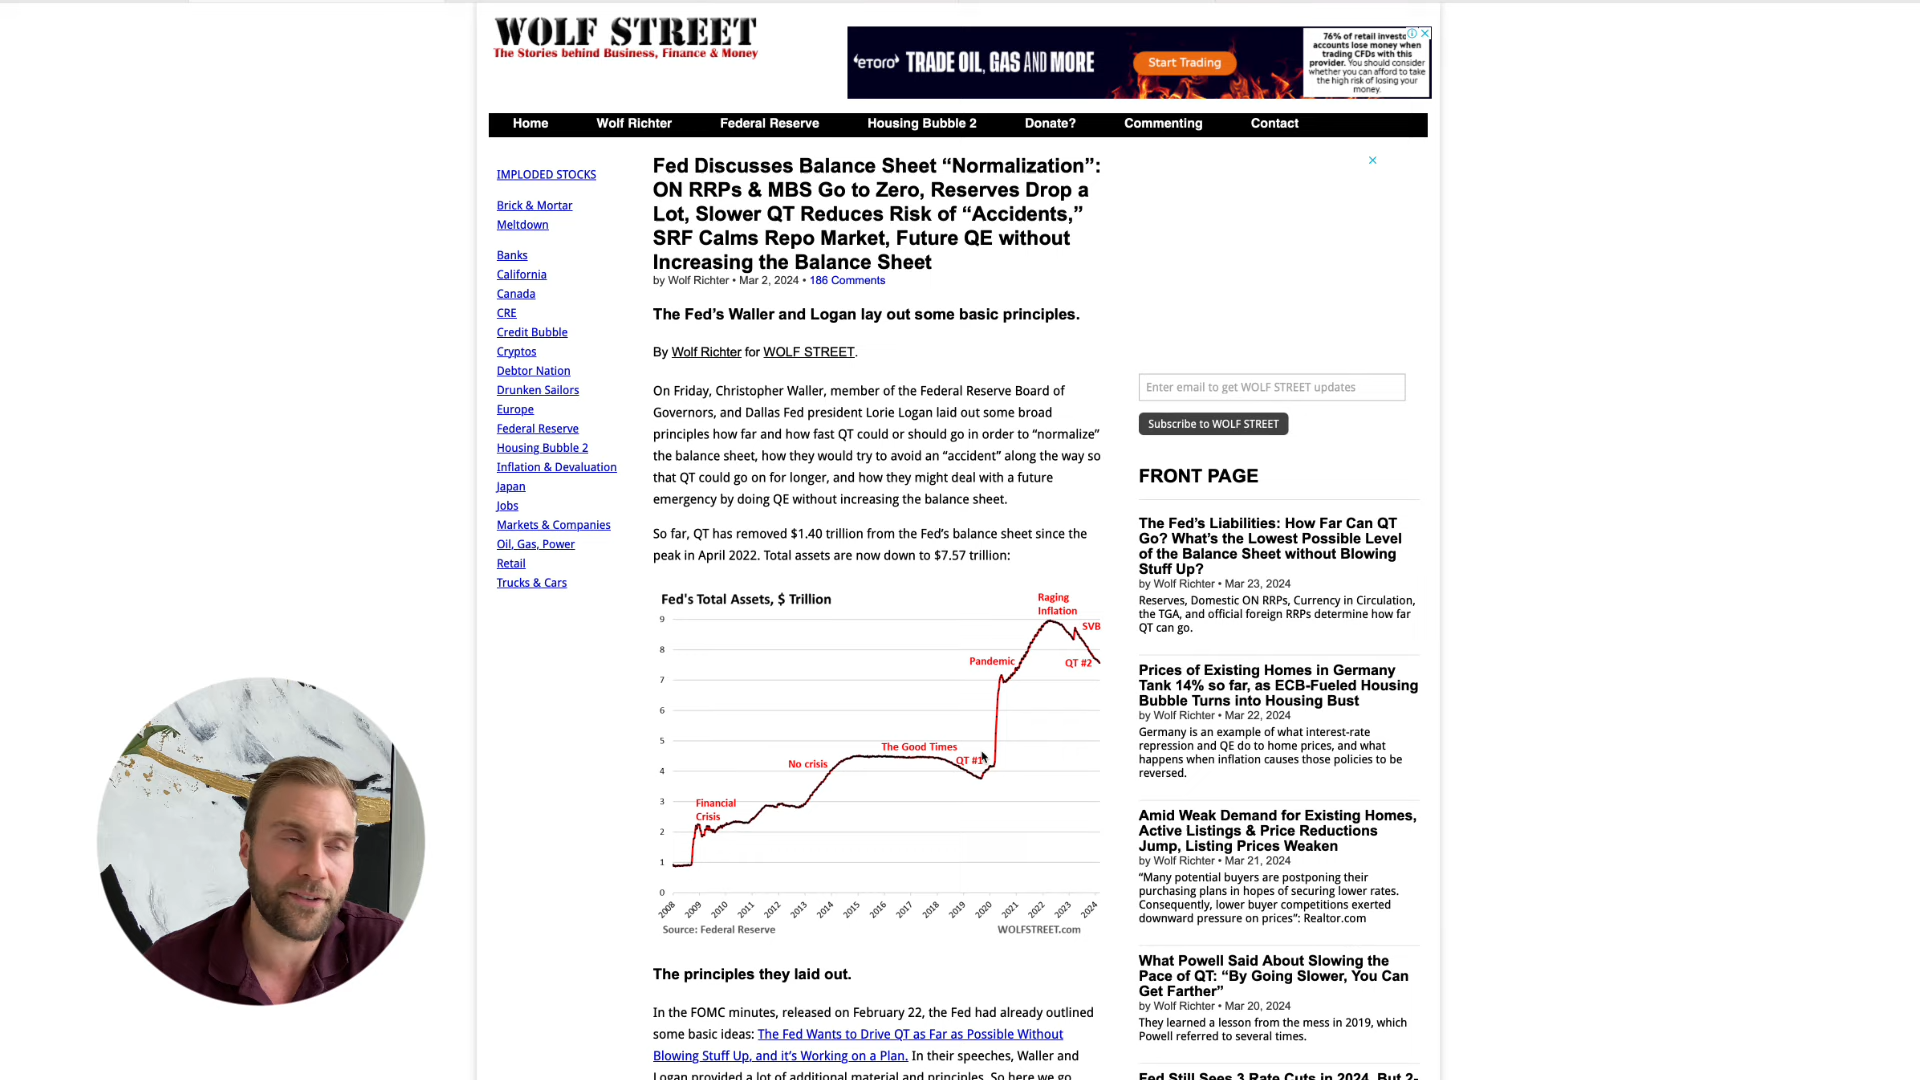 WOLF STREET
The Stories behind Business, Finance & Money
eToro TRADE OIL, GAS AND MORE
Start Trading
76% of retail investo
accounts lose money when
trading CFDs with this
provider. You should consider
whether you can afford to take
the high risk of losing your
money.
Home Wolf Richter Federal Reserve Housing Bubble 2 Donate? Commenting Contact
IMPLODED STOCKS
Brick & Mortar
Meltdown
Banks
California
Canada
CRE
Credit Bubble
Cryptos
Debtor Nation
Drunken Sailors
Europe
Federal Reserve
Housing Bubble 2
Inflation & Devaluation
Japan
Jobs
Markets & Companies
Oil, Gas, Power
Retail
Trucks & Cars
Fed Discusses Balance Sheet “Normalization”:
ON RRPs & MBS Go to Zero, Reserves Drop a
Lot, Slower QT Reduces Risk of “Accidents,”
SRF Calms Repo Market, Future QE without
Increasing the Balance Sheet
by Wolf Richter • Mar 2, 2024 • 186 Comments
The Fed’s Waller and Logan lay out some basic principles.
By Wolf Richter for WOLF STREET.
On Friday, Christopher Waller, member of the Federal Reserve Board of
Governors, and Dallas Fed president Lorie Logan laid out some broad
principles how far and how fast QT could or should go in order to “normalize”
the balance sheet, how they would try to avoid an “accident” along the way so
that QT could go on for longer, and how they might deal with a future
emergency by doing QE without increasing the balance sheet.
So far, QT has removed $1.40 trillion from the Fed’s balance sheet since the
peak in April 2022. Total assets are now down to $7.57 trillion:
Fed's Total Assets, $ Trillion
Raging
Inflation
SVB
QT #2
Pandemic
The Good Times
QT #1
No crisis
Financial
Crisis
9
8
7
6
5
4
3
2
1
0
2008 2009 2010 2011 2012 2013 2014 2015 2016 2017 2018 2019 2020 2021 2022 2023 2024
Source: Federal Reserve
WOLFSTREET.com
The principles they laid out.
In the FOMC minutes, released on February 22, the Fed had already outlined
some basic ideas: The Fed Wants to Drive QT as Far as Possible Without
Blowing Stuff Up, and it’s Working on a Plan. In their speeches, Waller and
Logan provided a lot of additional material and principles. So here we go
Enter email to get WOLF STREET updates
Subscribe to WOLF STREET
FRONT PAGE
The Fed’s Liabilities: How Far Can QT
Go? What’s the Lowest Possible Level
of the Balance Sheet without Blowing
Stuff Up?
by Wolf Richter • Mar 23, 2024
Reserves, Domestic ON RRPs, Currency in Circulation,
the TGA, and official foreign RRPs determine how far
QT can go.
Prices of Existing Homes in Germany
Tank 14% so far, as ECB-Fueled Housing
Bubble Turns into Housing Bust
by Wolf Richter • Mar 22, 2024
Germany is an example of what interest-rate
repression and QE do to home prices, and what
happens when inflation causes those policies to be
reversed.
Amid Weak Demand for Existing Homes,
Active Listings & Price Reductions
Jump, Listing Prices Weaken
by Wolf Richter • Mar 21, 2024
“Many potential buyers are postponing their
purchasing plans in hopes of securing lower rates.
Consequently, lower buyer competitions exerted
downward pressure on prices”: Realtor.com
What Powell Said About Slowing the
Pace of QT: “By Going Slower, You Can
Get Farther”
by Wolf Richter • Mar 20, 2024
They learned a lesson from the mess in 2019, which
Powell referred to several times.
Fed Still Sees 3 Rate Cuts in 2024, But 2-